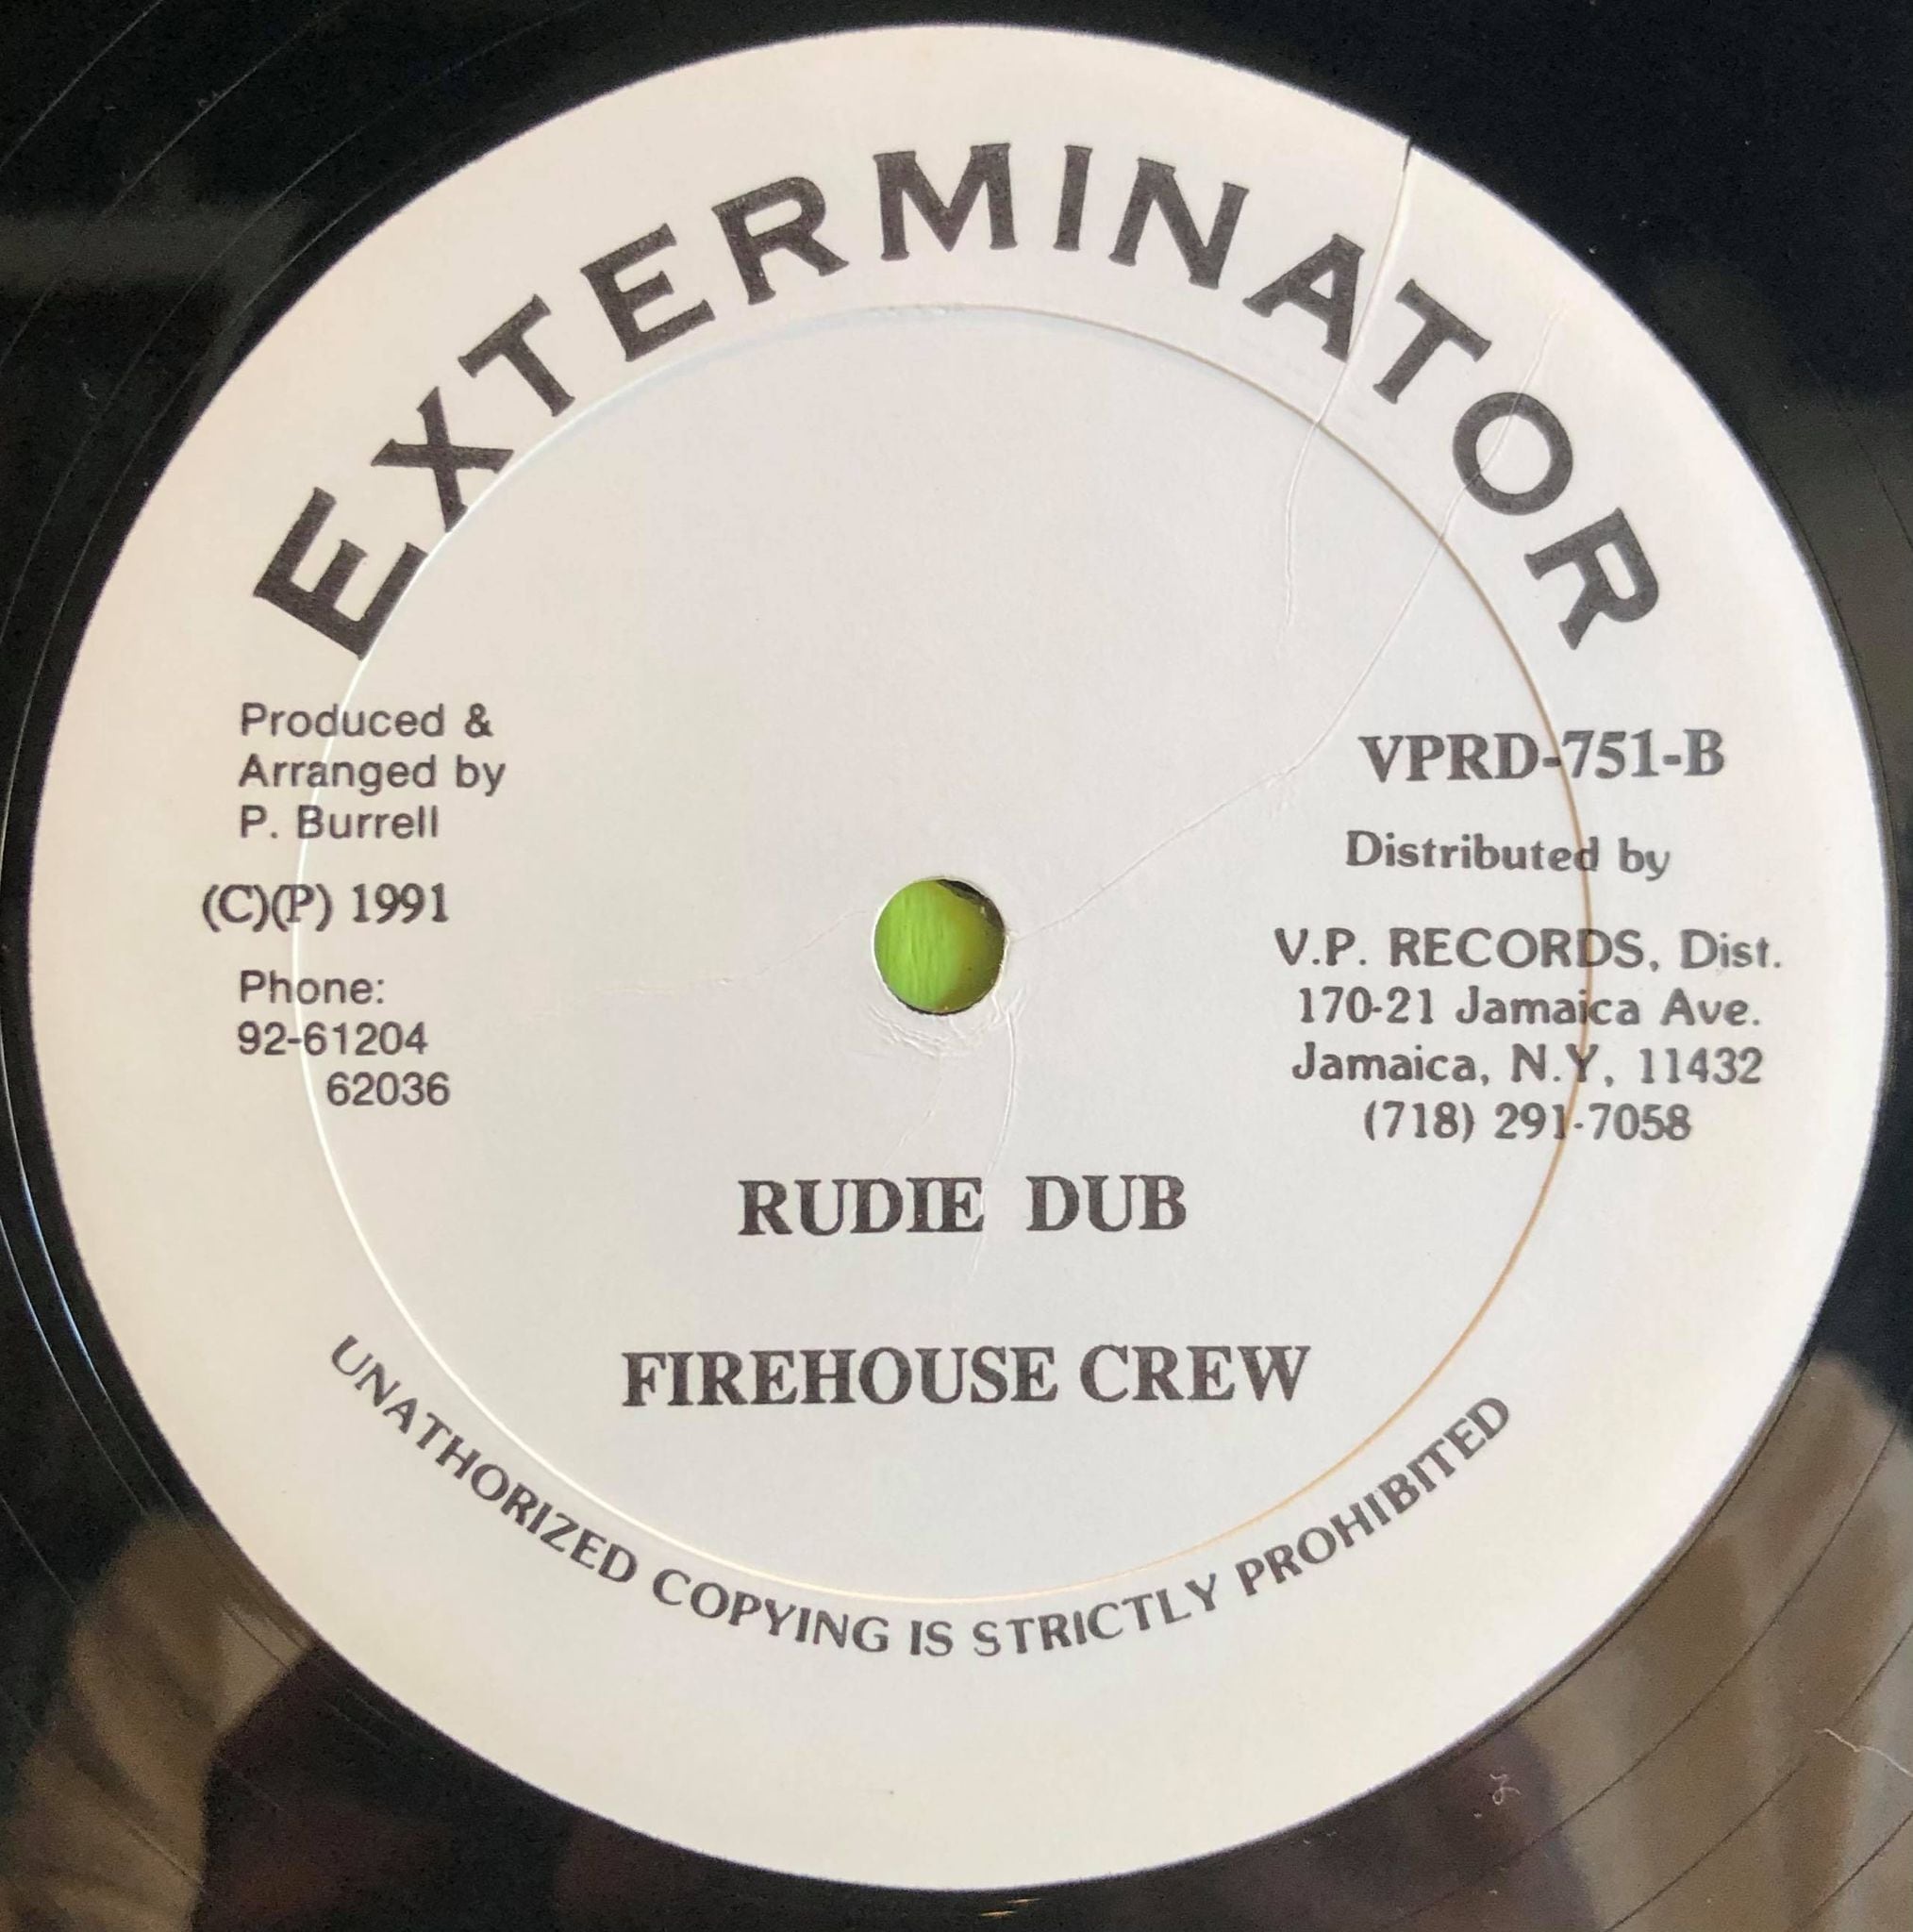 EXTERMINATOR
Produced &
Arranged by
P. Burrell
(C)(P) 1991
Phone:
92-61204
62036
VPRD-751-B
Distributed by
V.P. RECORDS, Dist.
170-21 Jamaica Ave.
Jamaica, N.Y, 11432
(718) 291-7058
RUDIE DUB
FIREHOUSE CREW
UNATHORIZED COPYING IS STRICTLY PROHIBITED